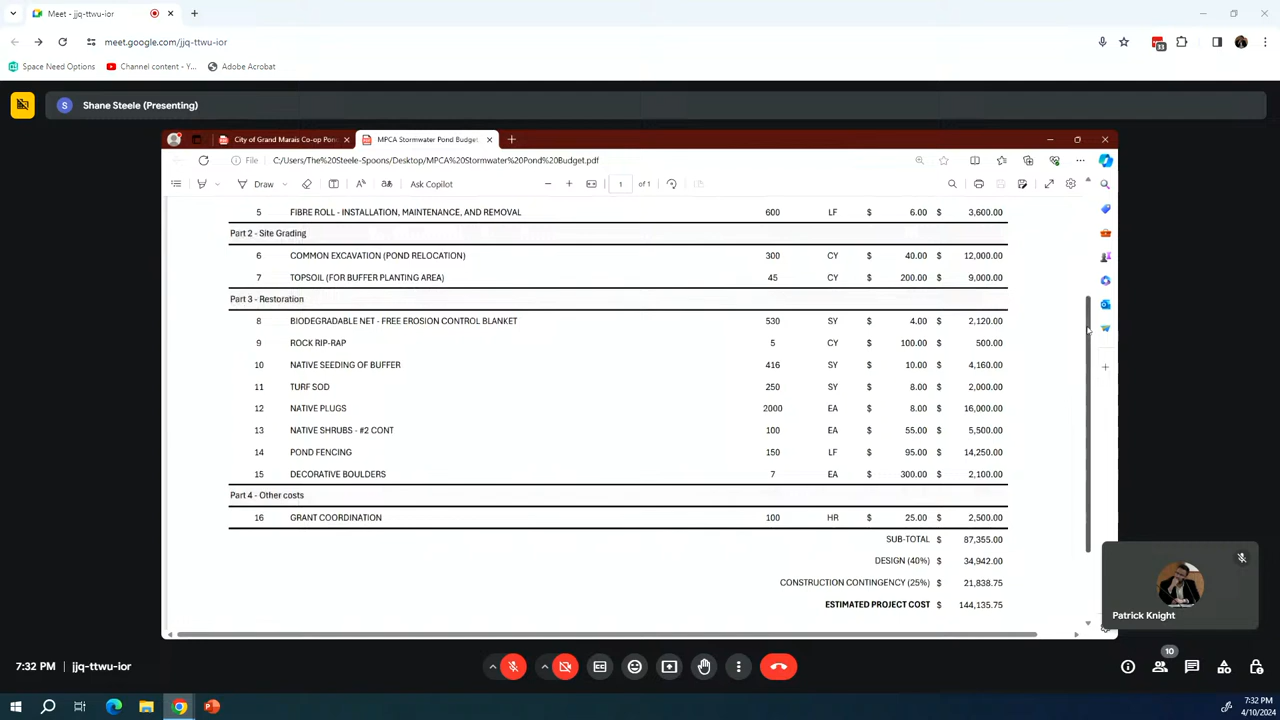 Meet - jjq-ttwu-ior
meet.google.com/jjq-ttwu-ior
11
Space Need Options
Channel content - Y...
Adobe Acrobat
S
Shane Steele (Presenting)
City of Grand Marais Co-op Pon
MPCA Stormwater Pond Budget
File
C:/Users/The%20Steele-Spoons/Desktop/MPCA%20Stormwater%20Pond%20Budget.pdf
Draw
Ask Copilot
1 of 1
5 FIBRE ROLL - INSTALLATION, MAINTENANCE, AND REMOVAL 600 LF $ 6.00 $ 3,600.00
Part 2 - Site Grading
6 COMMON EXCAVATION (POND RELOCATION) 300 CY $ 40.00 $ 12,000.00
7 TOPSOIL (FOR BUFFER PLANTING AREA) 45 CY $ 200.00 $ 9,000.00
Part 3 - Restoration
8 BIODEGRADABLE NET - FREE EROSION CONTROL BLANKET 530 SY $ 4.00 $ 2,120.00
9 ROCK RIP-RAP 5 CY $ 100.00 $ 500.00
10 NATIVE SEEDING OF BUFFER 416 SY $ 10.00 $ 4,160.00
11 TURF SOD 250 SY $ 8.00 $ 2,000.00
12 NATIVE PLUGS 2000 EA $ 8.00 $ 16,000.00
13 NATIVE SHRUBS - #2 CONT 100 EA $ 55.00 $ 5,500.00
14 POND FENCING 150 LF $ 95.00 $ 14,250.00
15 DECORATIVE BOULDERS 7 EA $ 300.00 $ 2,100.00
Part 4 - Other costs
16 GRANT COORDINATION 100 HR $ 25.00 $ 2,500.00
SUB-TOTAL $ 87,355.00
DESIGN (40%) $ 34,942.00
CONSTRUCTION CONTINGENCY (25%) $ 21,838.75
ESTIMATED PROJECT COST $ 144,135.75
Patrick Knight
7:32 PM | jjq-ttwu-ior
10
7:32 PM
4/10/2024